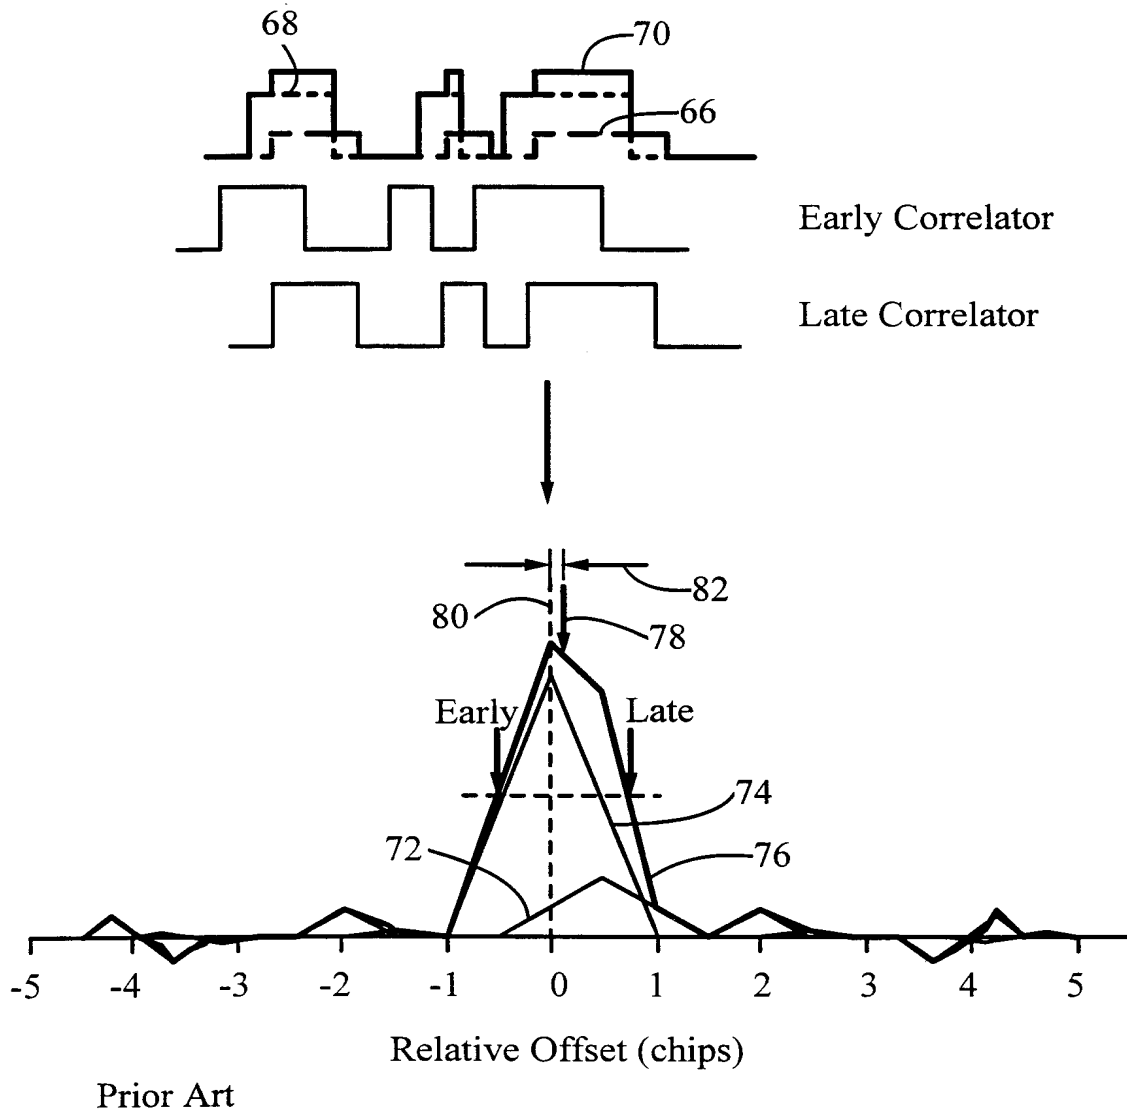 68
70
66
Early Correlator
Late Correlator
82
80
78
Early
Late
74
72
76
-5 -4 -3 -2 -1 0 1 2 3 4 5
Relative Offset (chips)
Prior Art